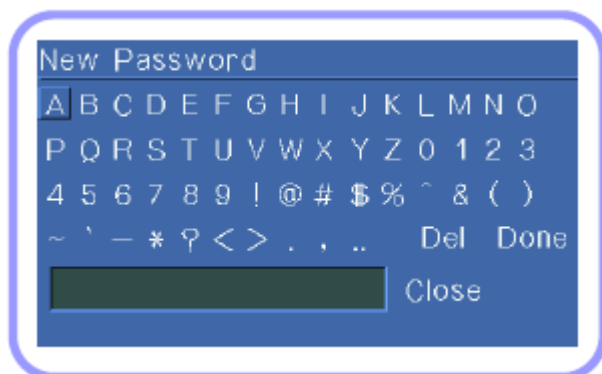 New Password
A B C D E F G H I J K L M N O
P Q R S T U V W X Y Z 0 1 2 3
4 5 6 7 8 9 ! @ # $ % ^ & ( )
~ ` – * ? < > . , .. Del Done
Close